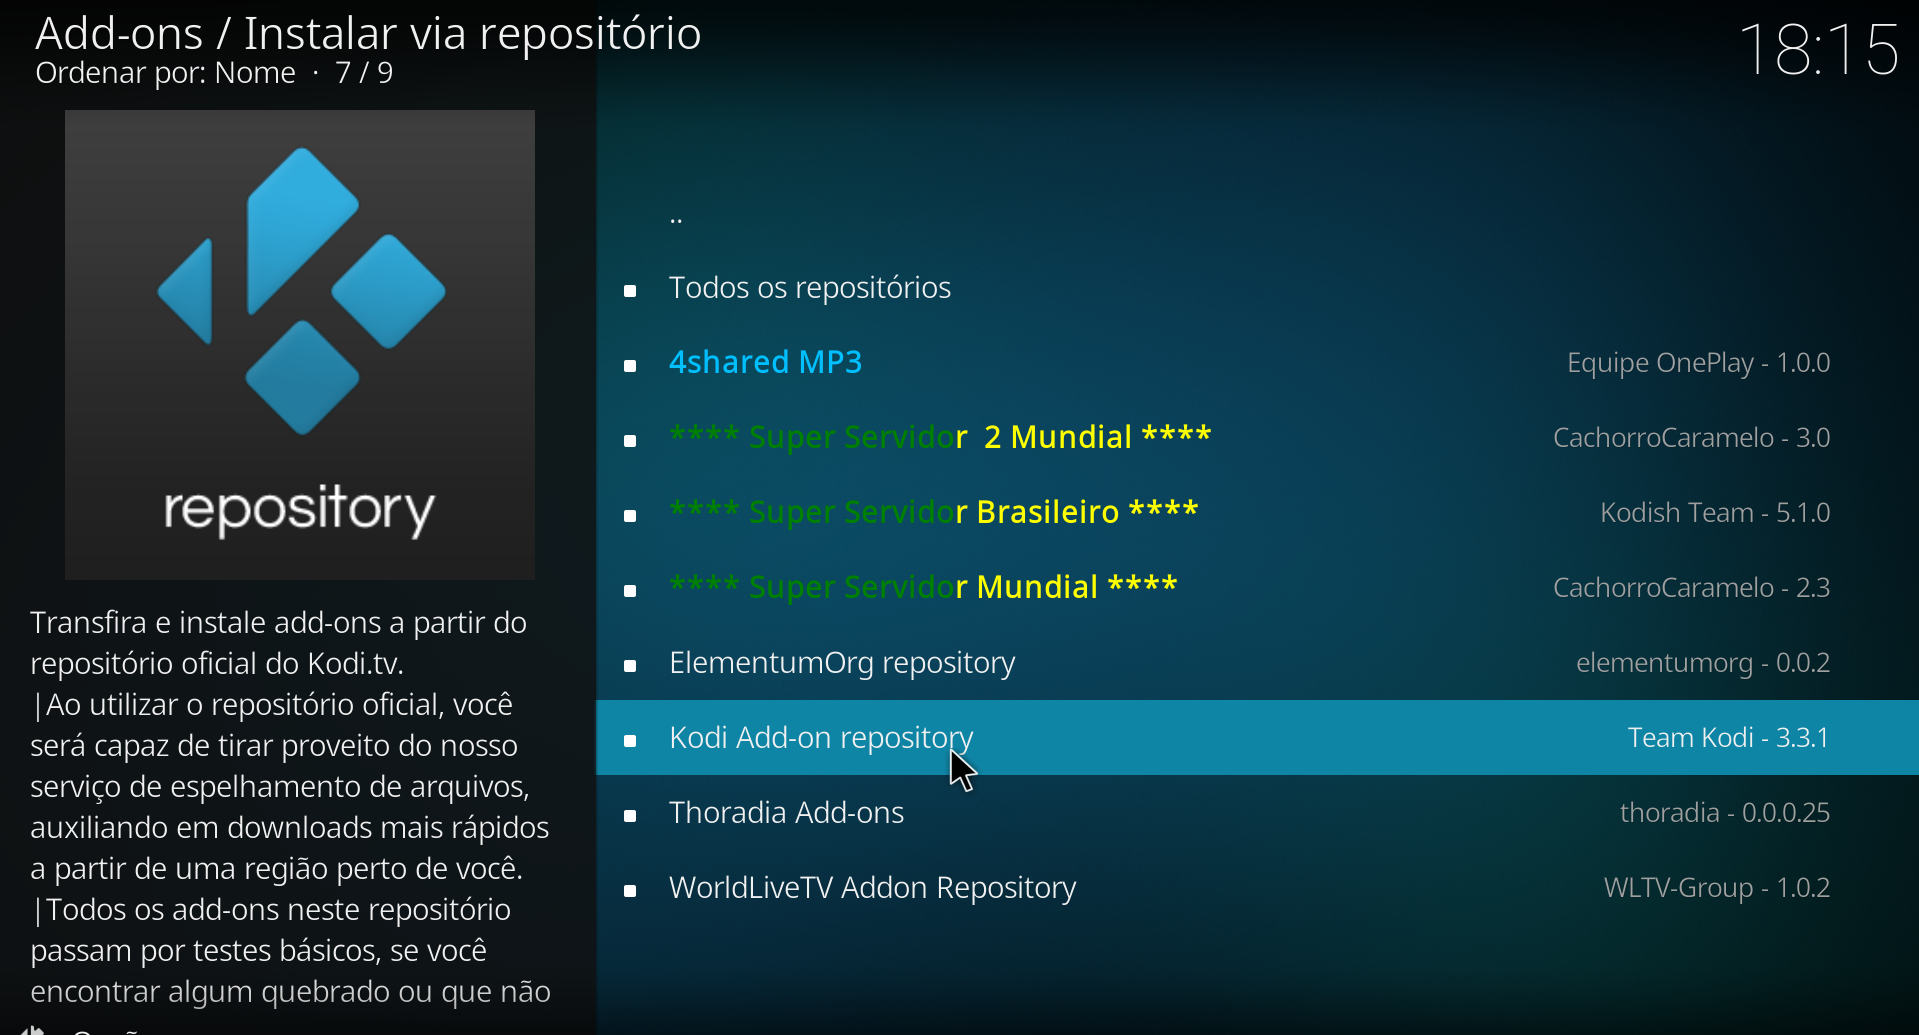 Add-ons / Instalar via repositório
Ordenar por: Nome · 7 / 9
18:15
repository
Transfira e instale add-ons a partir do
repositório oficial do Kodi.tv.
|Ao utilizar o repositório oficial, você
será capaz de tirar proveito do nosso
serviço de espelhamento de arquivos,
auxiliando em downloads mais rápidos
a partir de uma região perto de você.
|Todos os add-ons neste repositório
passam por testes básicos, se você
encontrar algum quebrado ou que não
..
Todos os repositórios
4shared MP3 Equipe OnePlay - 1.0.0
**** Super Servidor  2 Mundial **** CachorroCaramelo - 3.0
**** Super Servidor Brasileiro **** Kodish Team - 5.1.0
**** Super Servidor Mundial **** CachorroCaramelo - 2.3
ElementumOrg repository elementumorg - 0.0.2
Kodi Add-on repository Team Kodi - 3.3.1
Thoradia Add-ons thoradia - 0.0.0.25
WorldLiveTV Addon Repository WLTV-Group - 1.0.2